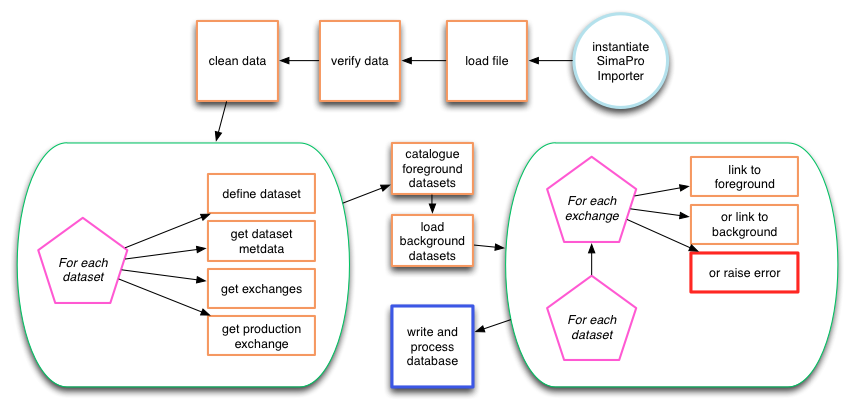 clean data
verify data
load file
instantiate
SimaPro
Importer
For each
dataset
define dataset
get dataset
metdata
get exchanges
get production
exchange
catalogue
foreground
datasets
load
background
datasets
For each
exchange
link to
foreground
or link to
background
or raise error
For each
dataset
write and
process
database